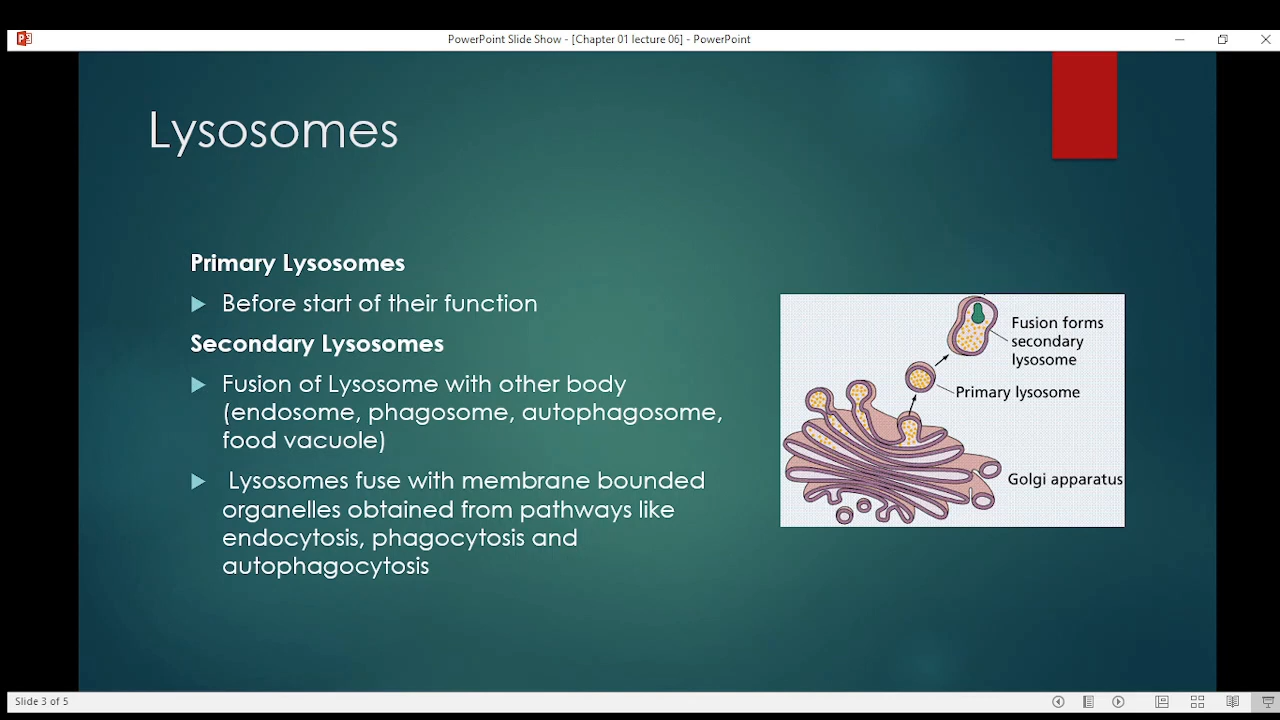 PowerPoint Slide Show - [Chapter 01 lecture 06] - PowerPoint
Lysosomes
Primary Lysosomes
Before start of their function
Secondary Lysosomes
Fusion of Lysosome with other body
(endosome, phagosome, autophagosome,
food vacuole)
Lysosomes fuse with membrane bounded
organelles obtained from pathways like
endocytosis, phagocytosis and
autophagocytosis
Fusion forms
secondary
lysosome
Primary lysosome
Golgi apparatus
Slide 3 of 5